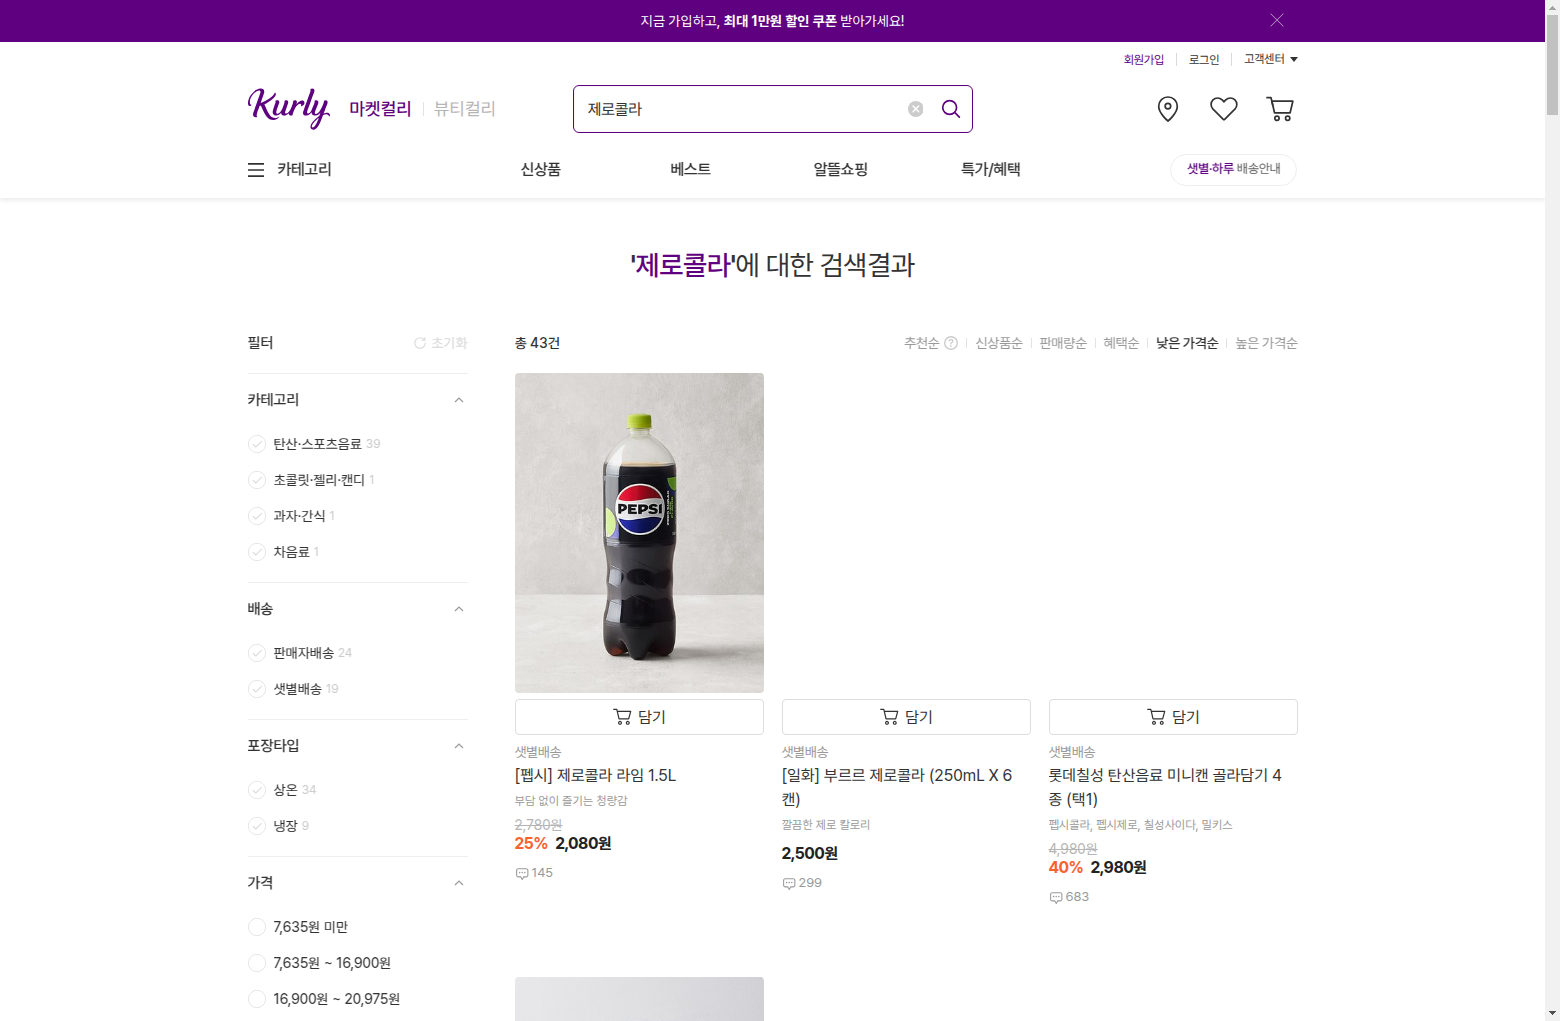 지금 가입하고, 최대 1만원 할인 쿠폰 받아가세요!
회원가입
로그인
고객센터
Kurly
마켓컬리
뷰티컬리
제로콜라
카테고리
신상품
베스트
알뜰쇼핑
특가/혜택
샛별·하루 배송안내
'제로콜라'에 대한 검색결과
필터
초기화
총 43건
추천순 ?
신상품순
판매량순
혜택순
낮은 가격순
높은 가격순
카테고리
탄산·스포츠음료 39
초콜릿·젤리·캔디 1
과자·간식 1
차음료 1
배송
판매자배송 24
샛별배송 19
포장타입
상온 34
냉장 9
가격
7,635원 미만
7,635원 ~ 16,900원
16,900원 ~ 20,975원
PEPSI
담기
샛별배송
[펩시] 제로콜라 라임 1.5L
부담 없이 즐기는 청량감
2,780원
25% 2,080원
145
담기
샛별배송
[일화] 부르르 제로콜라 (250mL X 6
캔)
깔끔한 제로 칼로리
2,500원
299
담기
샛별배송
롯데칠성 탄산음료 미니캔 골라담기 4
종 (택1)
펩시콜라, 펩시제로, 칠성사이다, 밀키스
4,980원
40% 2,980원
683